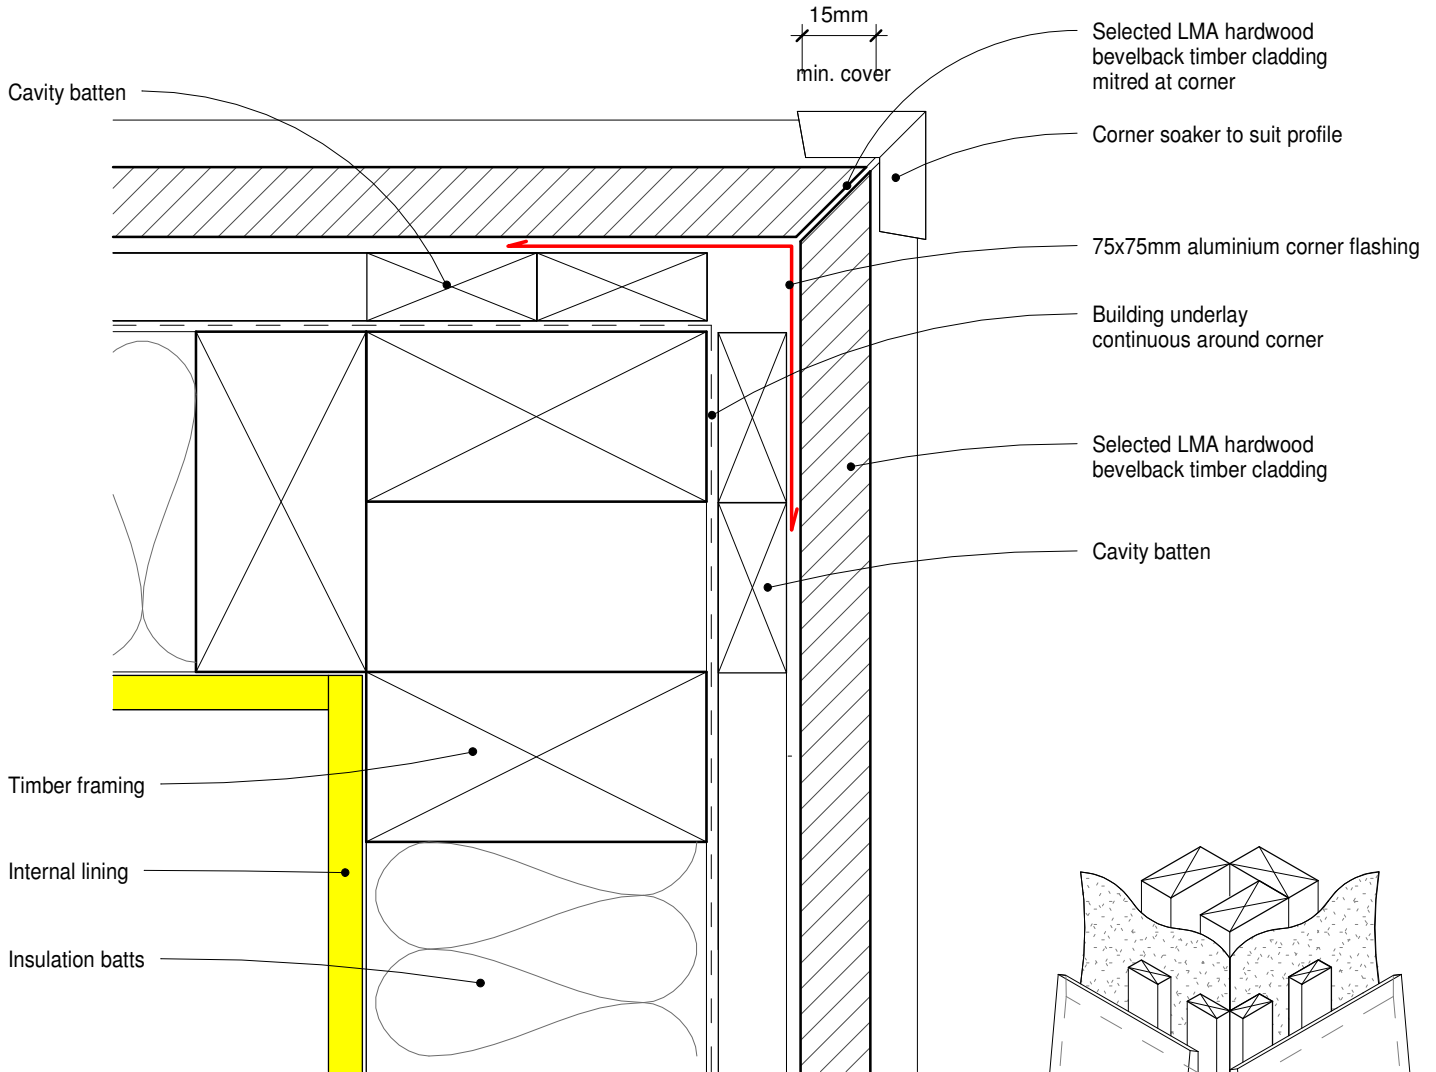 15mm
min. cover
Selected LMA hardwood
bevelback timber cladding
mitred at corner
Cavity batten
Corner soaker to suit profile
75x75mm aluminium corner flashing
Building underlay
continuous around corner
Selected LMA hardwood
bevelback timber cladding
Cavity batten
Timber framing
Internal lining
Insulation batts